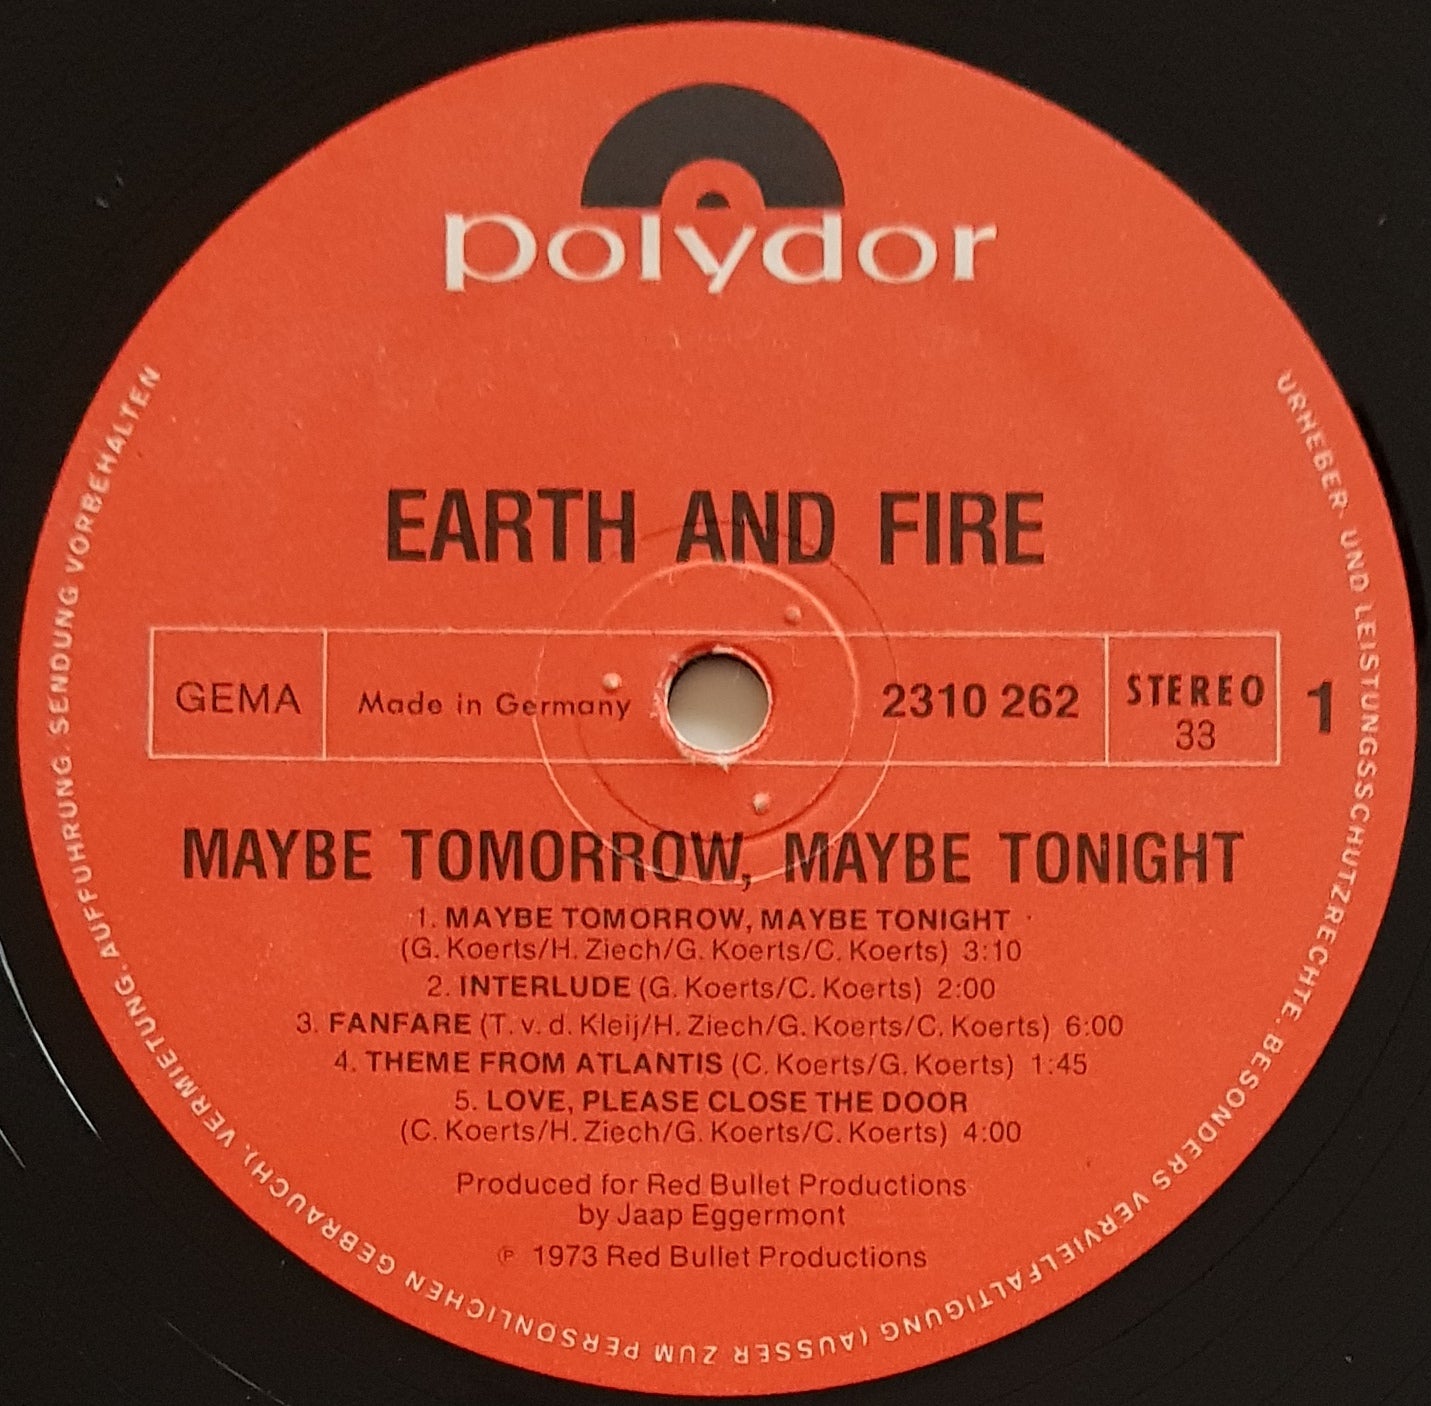 polydor
EARTH AND FIRE
GEMA
Made in Germany
2310 262
STEREO
33
1
MAYBE TOMORROW, MAYBE TONIGHT
1. MAYBE TOMORROW, MAYBE TONIGHT
(G. Koerts/H. Ziech/G. Koerts/C. Koerts) 3:10
2. INTERLUDE (G. Koerts/C. Koerts) 2:00
3. FANFARE (T. v. d. Kleij/H. Ziech/G. Koerts/C. Koerts) 6:00
4. THEME FROM ATLANTIS (C. Koerts/G. Koerts) 1:45
5. LOVE, PLEASE CLOSE THE DOOR
(C. Koerts/H. Ziech/G. Koerts/C. Koerts) 4:00
Produced for Red Bullet Productions
by Jaap Eggermont
℗ 1973 Red Bullet Productions
URHEBER- UND LEISTUNGSSCHUTZRECHTE, BESONDERS VERVIELFÄLTIGUNG (AUSSER ZUM PERSÖNLICHEN GEBRAUCH), VERMIETUNG, AUFFÜHRUNG, SENDUNG VORBEHALTEN